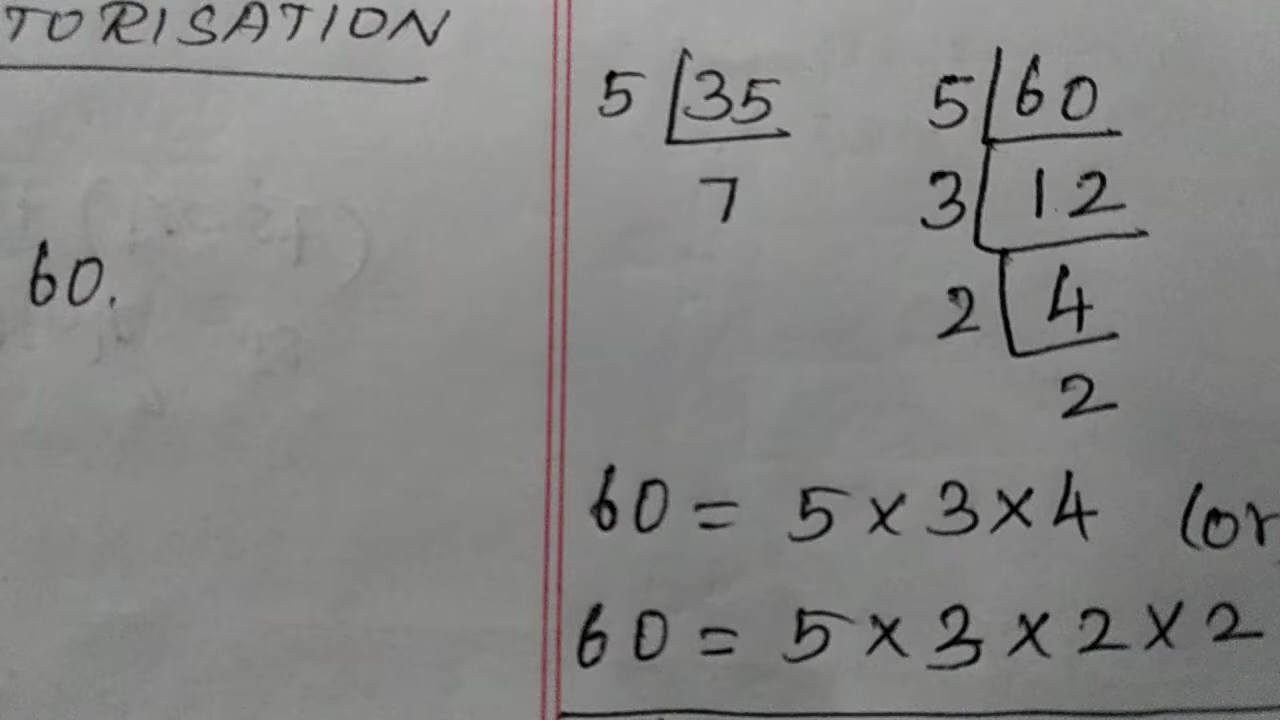 TORISATION
60.
5 35 5 60
7 3 12
2 4
2
60 = 5 × 3 × 4 (or
60 = 5 × 3 × 2 × 2